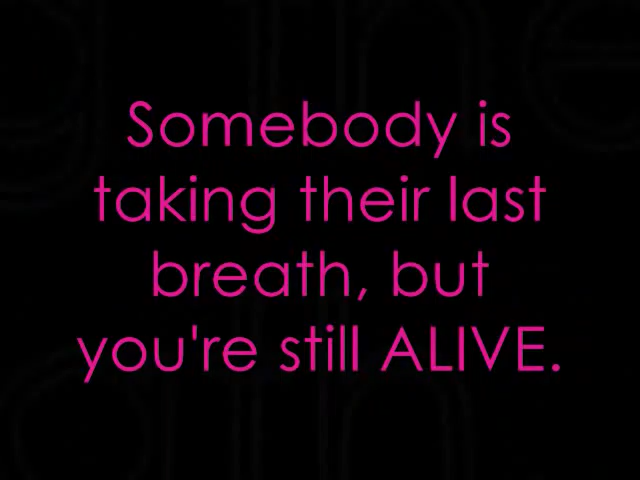 Somebody is
taking their last
breath, but
you're still ALIVE.